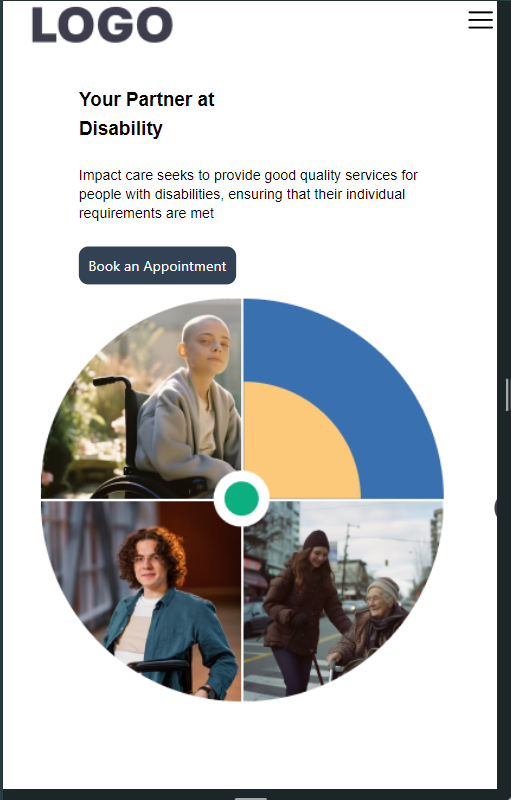 LOGO
Your Partner at
Disability
Impact care seeks to provide good quality services for
people with disabilities, ensuring that their individual
requirements are met
Book an Appointment